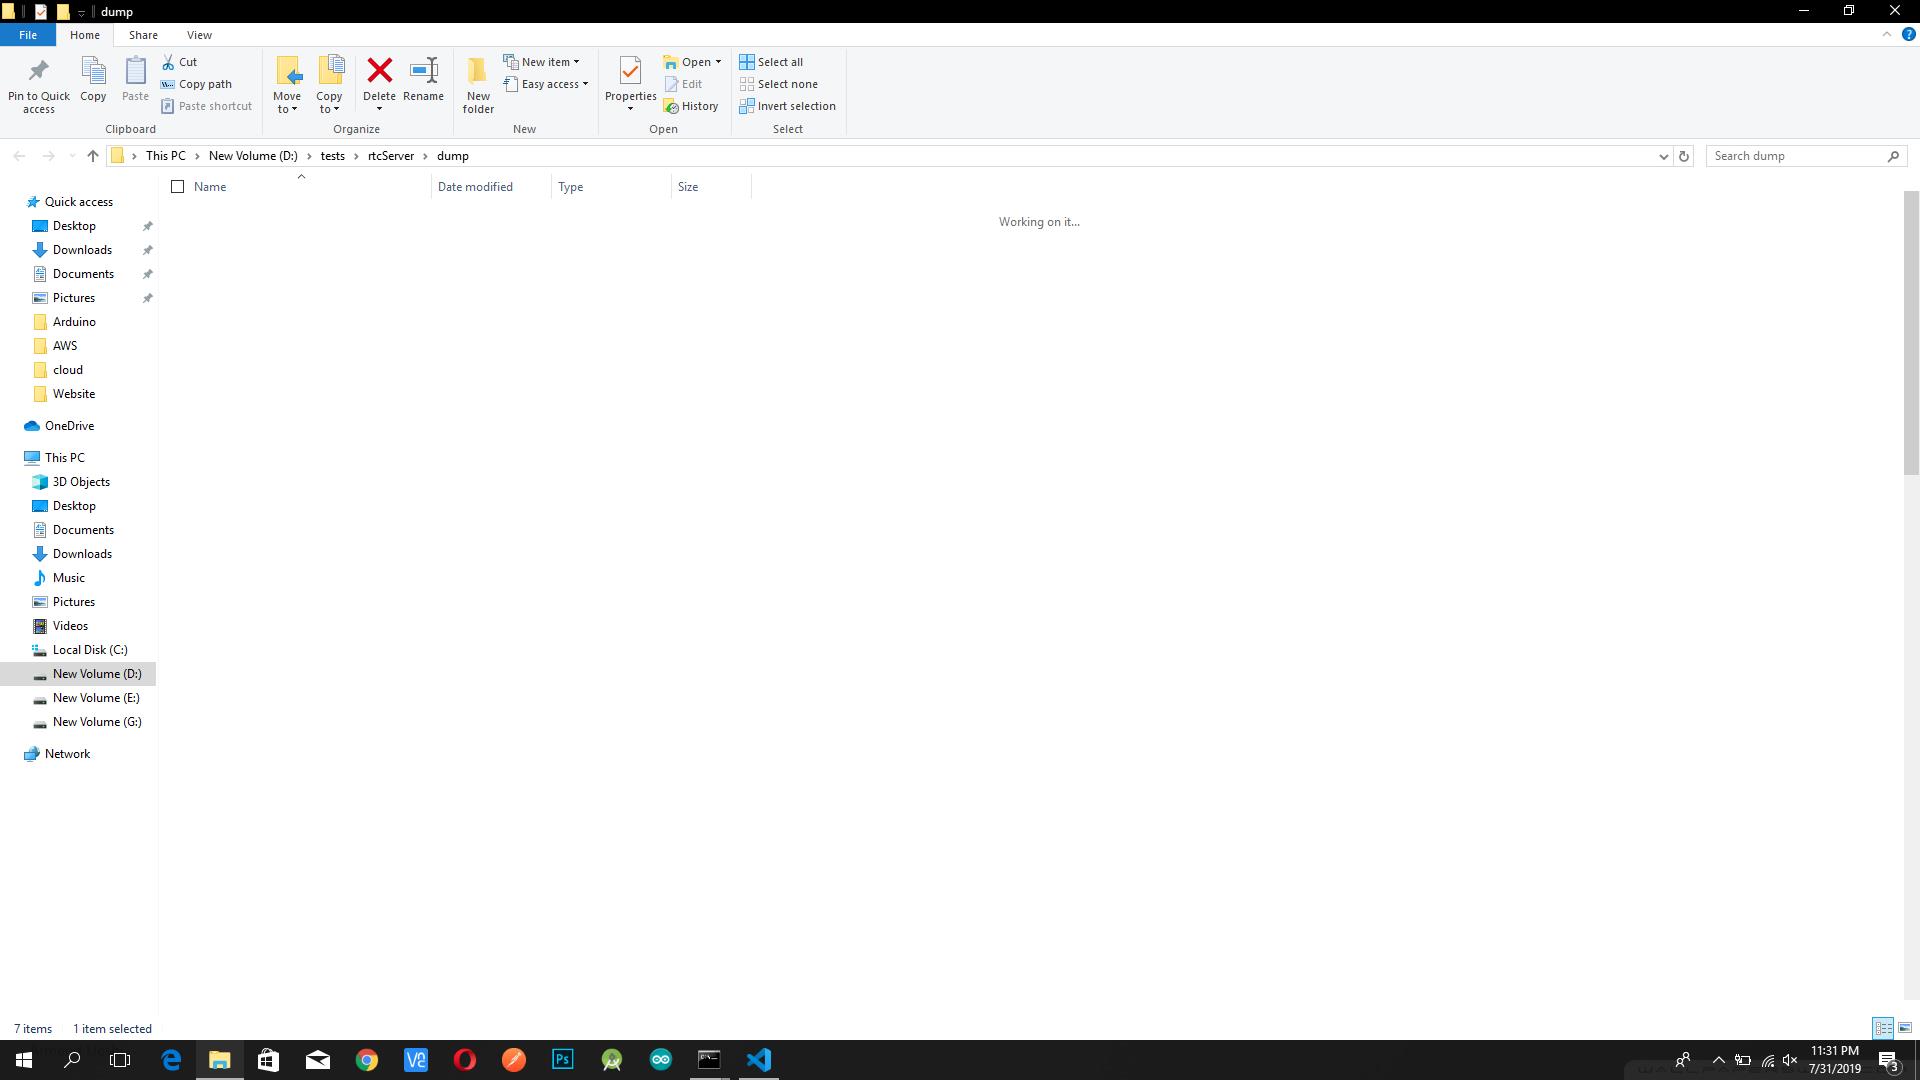 dump
File Home Share View
Pin to Quick access
Copy
Paste
Cut
Copy path
Paste shortcut
Clipboard
Move to
Copy to
Delete
Rename
Organize
New folder
New item
Easy access
New
Properties
Open
Edit
History
Open
Select all
Select none
Invert selection
Select
This PC New Volume (D:) tests rtcServer dump
Search dump
Name Date modified Type Size
Working on it...
Quick access
Desktop
Downloads
Documents
Pictures
Arduino
AWS
cloud
Website
OneDrive
This PC
3D Objects
Desktop
Documents
Downloads
Music
Pictures
Videos
Local Disk (C:)
New Volume (D:)
New Volume (E:)
New Volume (G:)
Network
7 items 1 item selected
Ps
11:31 PM
7/31/2019
3